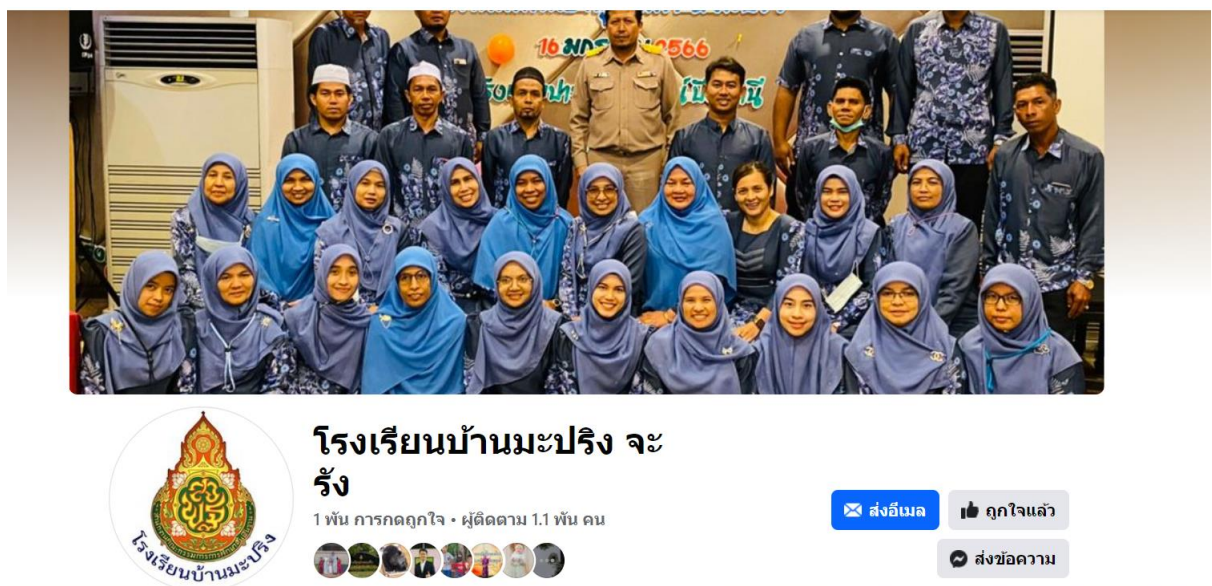 16 2566
โรงเรียนบ้านมะปริง จะ
รัง
1 พัน การกดถูกใจ • ผู้ติดตาม 1.1 พัน คน
ส่งอีเมล
ถูกใจแล้ว
ส่งข้อความ
โรงเรียนบ้านมะปริง